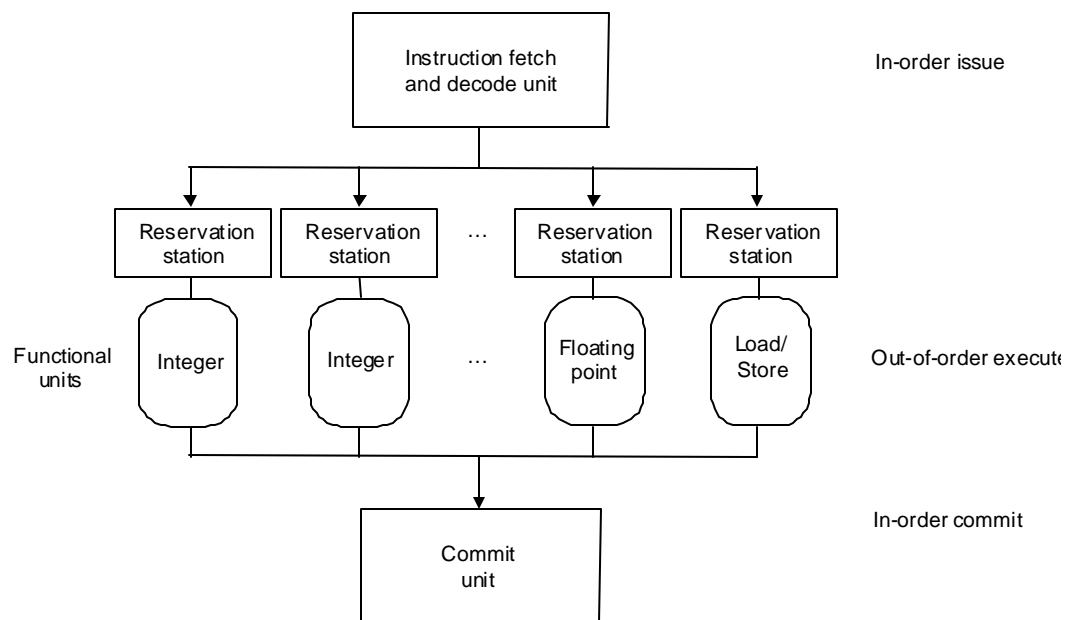 Instruction fetch
and decode unit
In-order issue
Reservation
station
Reservation
station
...
Reservation
station
Reservation
station
Functional
units
Integer
Integer
...
Floating
point
Load/
Store
Out-of-order execute
In-order commit
Commit
unit